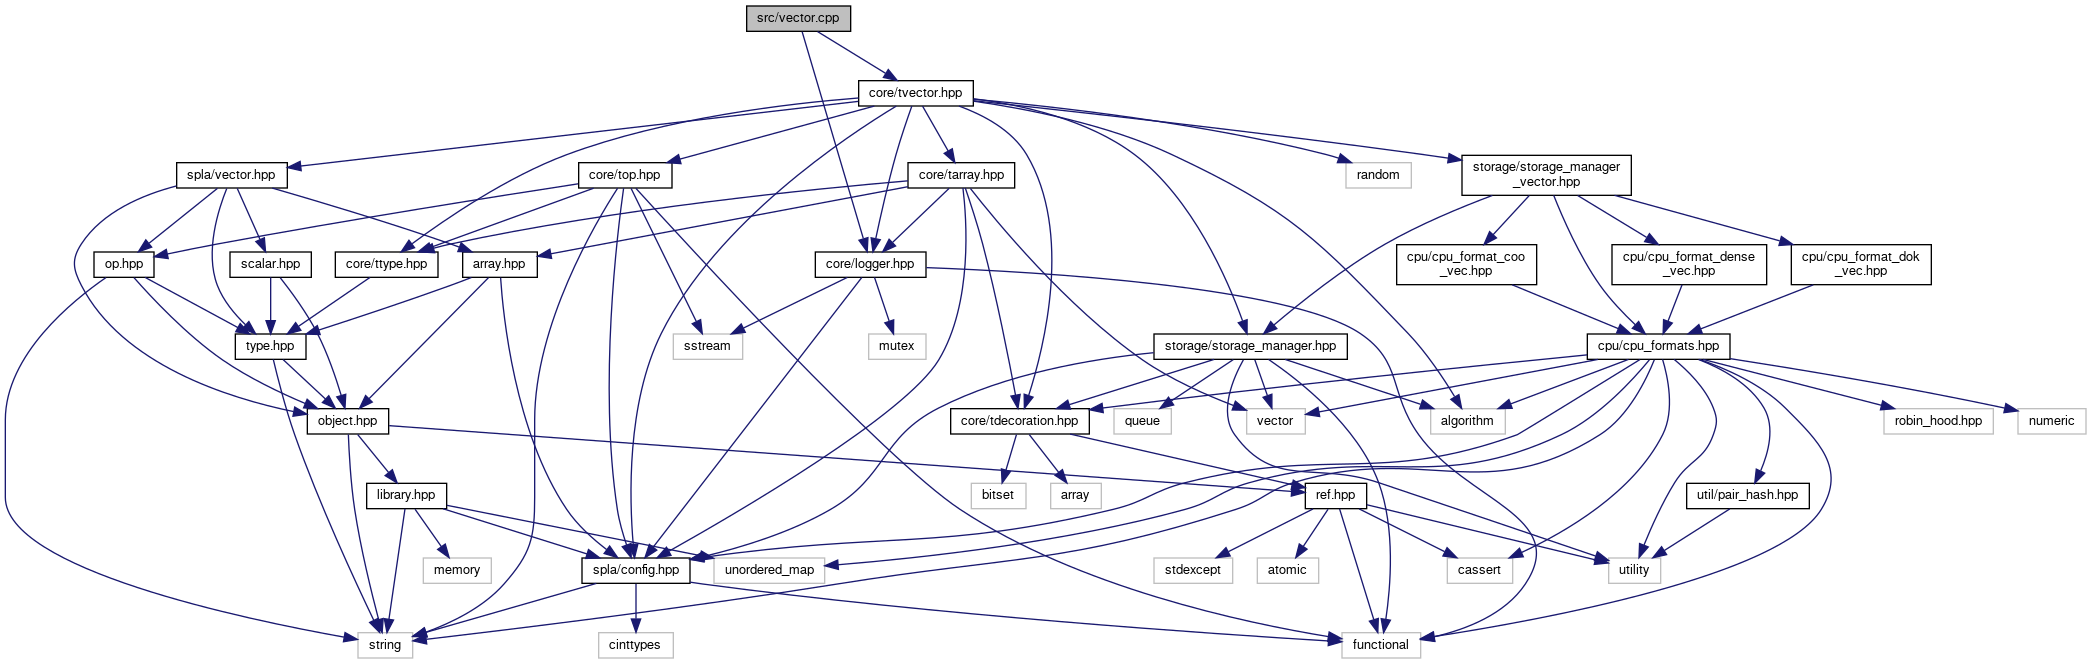 src/vector.cpp
core/tvector.hpp
spla/vector.hpp
core/top.hpp
core/tarray.hpp
random
storage/storage_manager
_vector.hpp
op.hpp
scalar.hpp
core/ttype.hpp
array.hpp
core/logger.hpp
cpu/cpu_format_coo
_vec.hpp
cpu/cpu_format_dense
_vec.hpp
cpu/cpu_format_dok
_vec.hpp
type.hpp
sstream
mutex
storage/storage_manager.hpp
cpu/cpu_formats.hpp
object.hpp
core/tdecoration.hpp
queue
vector
algorithm
robin_hood.hpp
numeric
library.hpp
bitset
array
ref.hpp
util/pair_hash.hpp
memory
spla/config.hpp
unordered_map
stdexcept
atomic
cassert
utility
string
cinttypes
functional